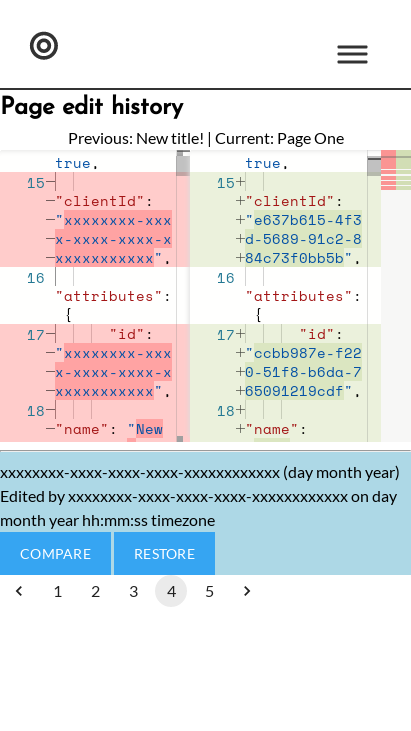 Page edit history
Previous: New title! | Current: Page One
true,
15−
−"clientId":
−"xxxxxxxx-xxx
−x-xxxx-xxxx-x
−xxxxxxxxxxx",
16
"attributes":
{
17− "id":
−"xxxxxxxx-xxx
−x-xxxx-xxxx-x
−xxxxxxxxxxx",
18−
−"name": "New
true,
15+
+"clientId":
+"e637b615-4f3
+d-5689-91c2-8
+84c73f0bb5b",
16
"attributes":
{
17+ "id":
+"ccbb987e-f22
+0-51f8-b6da-7
+65091219cdf",
18+
+"name":
xxxxxxxx-xxxx-xxxx-xxxx-xxxxxxxxxxxx (day month year)
Edited by xxxxxxxx-xxxx-xxxx-xxxx-xxxxxxxxxxxx on day
month year hh:mm:ss timezone
COMPARE RESTORE
1 2 3 4 5